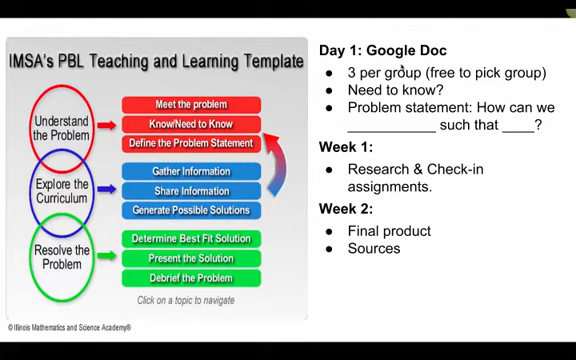 IMSA's PBL Teaching and Learning Template
Understand
the Problem
Meet the problem
Know/Need to Know
Define the Problem Statement
Explore the
Curriculum
Gather Information
Share Information
Generate Possible Solutions
Resolve the
Problem
Determine Best Fit Solution
Present the Solution
Debrief the Problem
Click on a topic to navigate
© Illinois Mathematics and Science Academy®
Day 1: Google Doc
● 3 per group (free to pick group)
● Need to know?
● Problem statement: How can we
___________ such that ____?
Week 1:
● Research & Check-in
assignments.
Week 2:
● Final product
● Sources